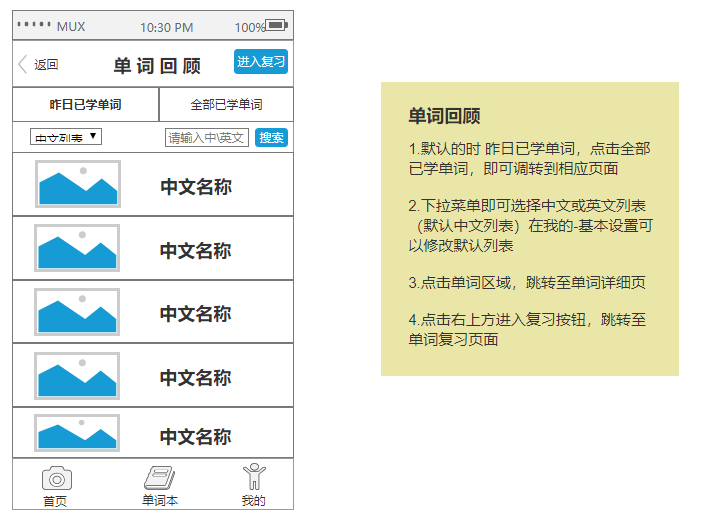 MUX 10:30 PM 100%
返回 单词回顾 进入复习
昨日已学单词 全部已学单词
中文列表 请输入中\英文 搜索
中文名称
中文名称
中文名称
中文名称
中文名称
首页 单词本 我的
单词回顾
1.默认的时 昨日已学单词，点击全部
已学单词，即可调转到相应页面
2.下拉菜单即可选择中文或英文列表
（默认中文列表）在我的-基本设置可
以修改默认列表
3.点击单词区域，跳转至单词详细页
4.点击右上方进入复习按钮，跳转至
单词复习页面